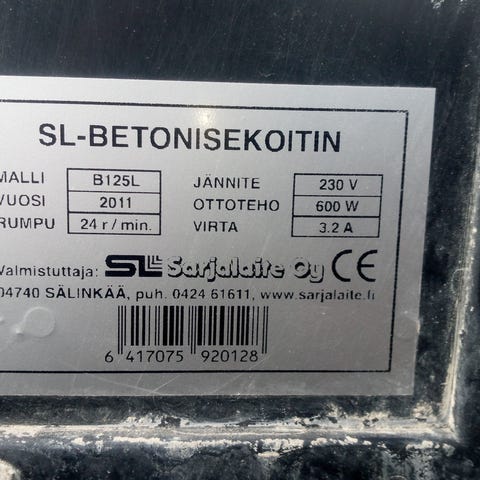 SL-BETONISEKOITIN
MALLI B125L JÄNNITE 230 V
VUOSI 2011 OTTOTEHO 600 W
RUMPU 24 r / min. VIRTA 3.2 A
Valmistuttaja: SL Sarjalaite Oy CE
04740 SÄLINKÄÄ, puh. 0424 61611, www.sarjalaite.fi
6 417075 920128